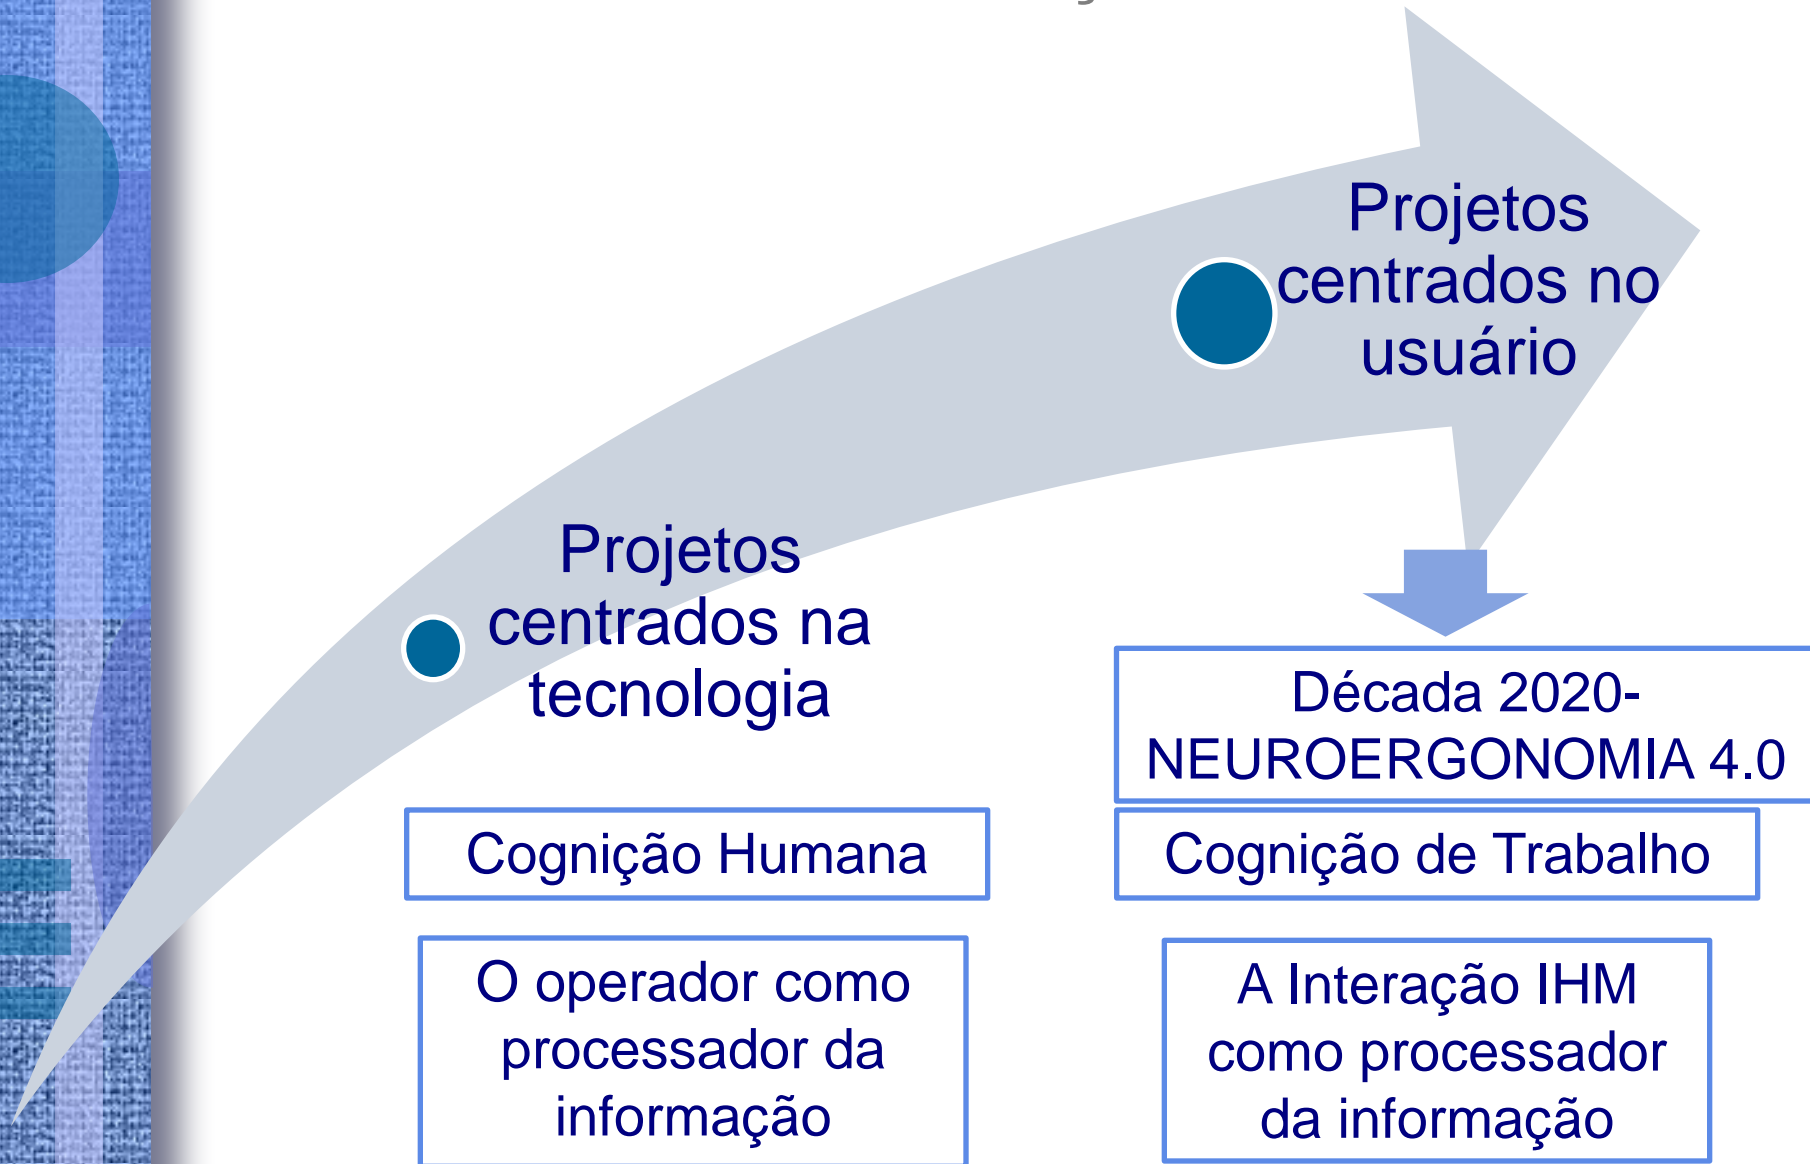 Projetos
centrados no
usuário
Projetos
centrados na
tecnologia
Década 2020-
NEUROERGONOMIA 4.0
Cognição Humana
Cognição de Trabalho
O operador como
processador da
informação
A Interação IHM
como processador
da informação